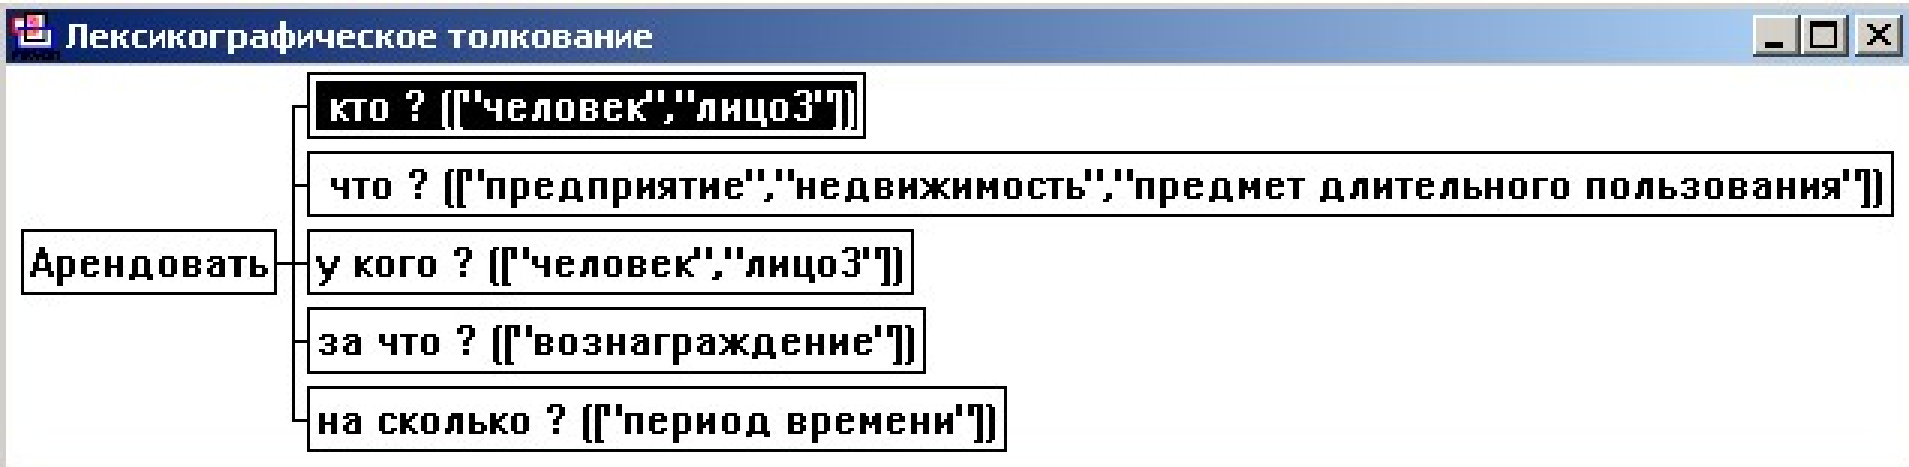 Лексикографическое толкование
кто ? (["человек","лицо3"])
что ? (["предприятие","недвижимость","предмет длительного пользования"])
Арендовать
у кого ? (["человек","лицо3"])
за что ? (["вознаграждение"])
на сколько ? (["период времени"])